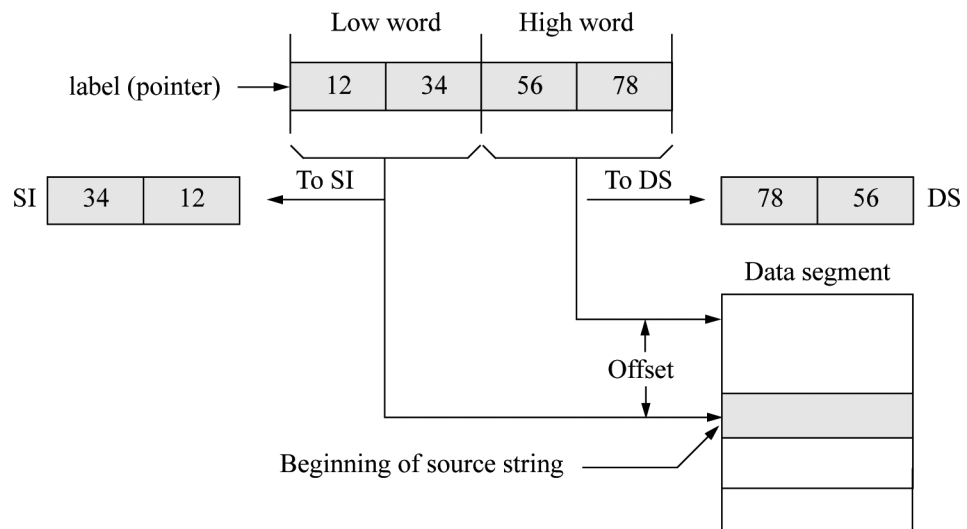 Low word High word
label (pointer) 12 34 56 78
To SI To DS
SI 34 12 78 56 DS
Data segment
Offset
Beginning of source string